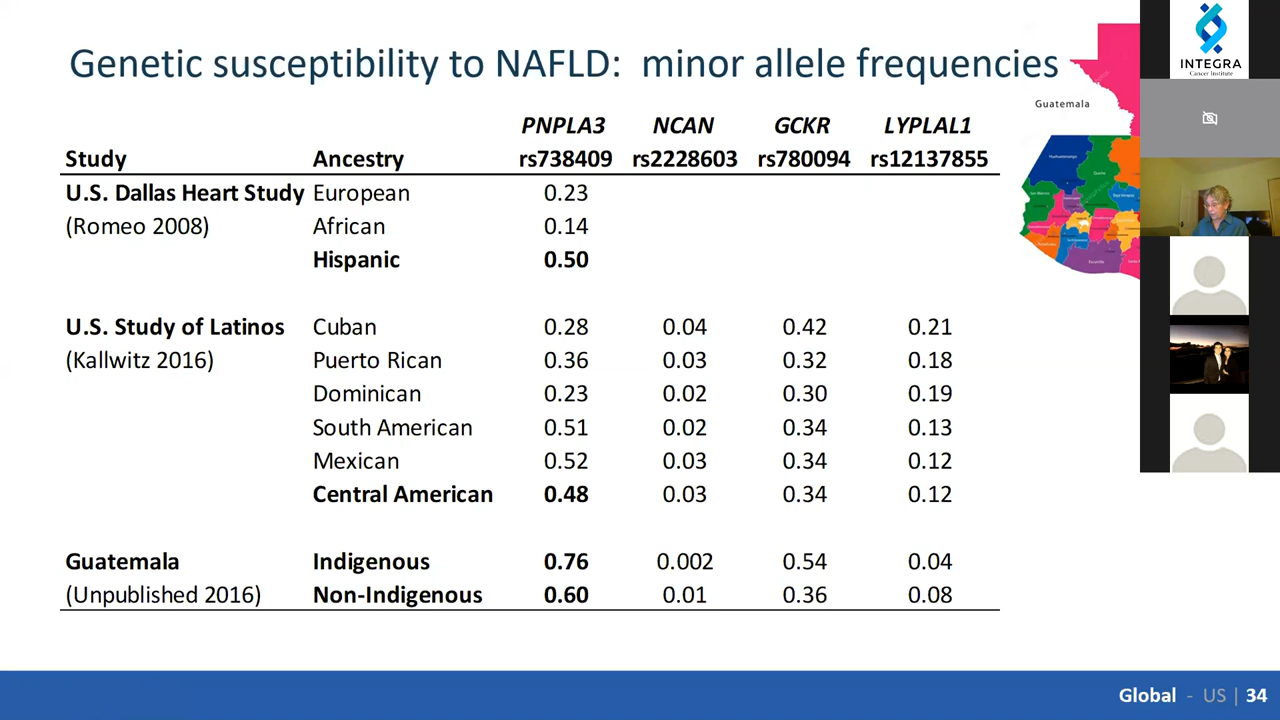 Genetic susceptibility to NAFLD: minor allele frequencies
INTEGRA
Cancer Institute
Guatemala
PNPLA3 NCAN GCKR LYPLAL1
Study Ancestry rs738409 rs2228603 rs780094 rs12137855
U.S. Dallas Heart Study European 0.23
(Romeo 2008) African 0.14
Hispanic 0.50
U.S. Study of Latinos Cuban 0.28 0.04 0.42 0.21
(Kallwitz 2016) Puerto Rican 0.36 0.03 0.32 0.18
Dominican 0.23 0.02 0.30 0.19
South American 0.51 0.02 0.34 0.13
Mexican 0.52 0.03 0.34 0.12
Central American 0.48 0.03 0.34 0.12
Guatemala Indigenous 0.76 0.002 0.54 0.04
(Unpublished 2016) Non-Indigenous 0.60 0.01 0.36 0.08
Global - US | 34